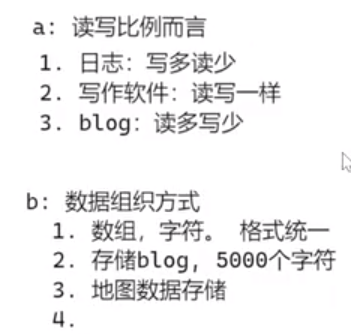 a: 读写比例而言
1. 日志：写多读少
2. 写作软件：读写一样
3. blog：读多写少
b: 数据组织方式
1. 数组，字符。 格式统一
2. 存储blog，5000个字符
3. 地图数据存储
4.